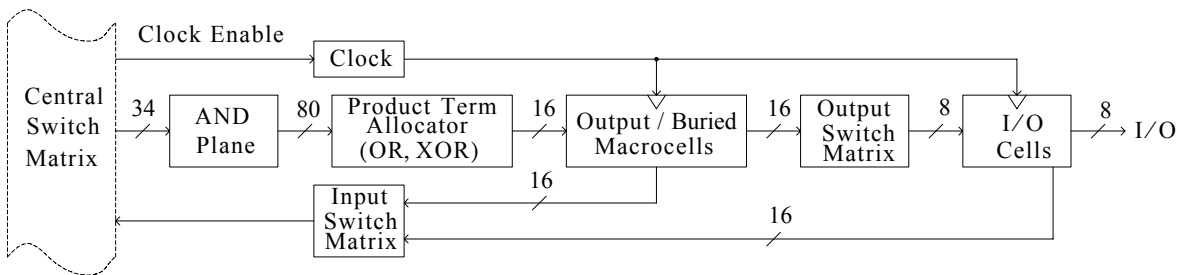 Clock Enable
Clock
Central
Switch
Matrix
34
AND
Plane
80
Product Term
Allocator
(OR, XOR)
16
Output / Buried
Macrocells
16
Output
Switch
Matrix
8
I/O
Cells
8
I/O
16
Input
Switch
Matrix
16